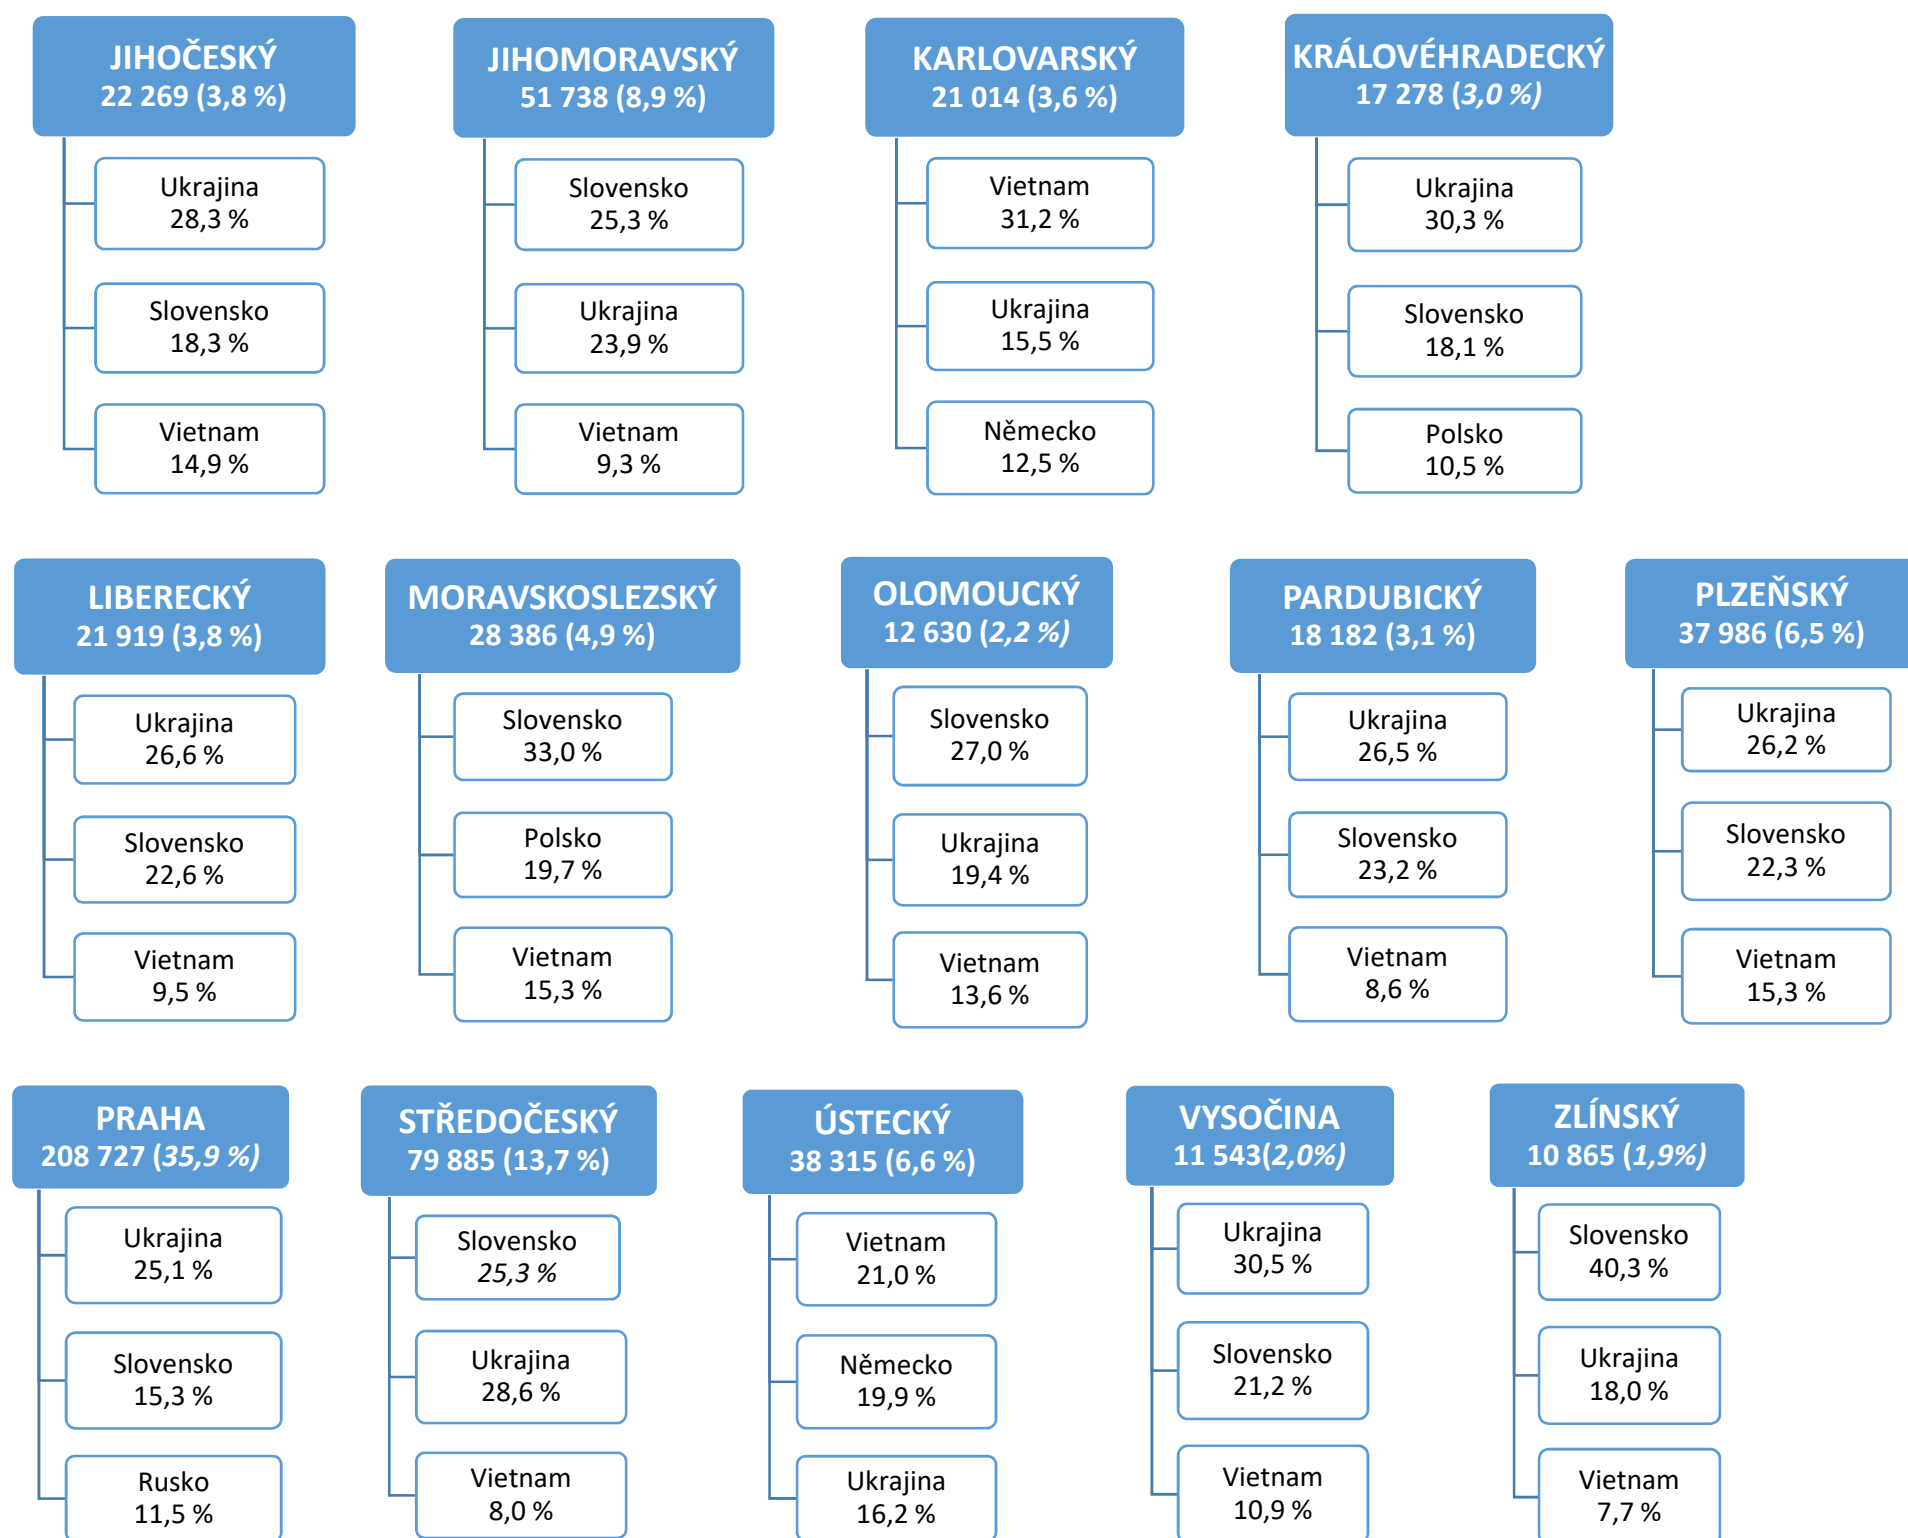 JIHOČESKÝ
22 269 (3,8 %)
Ukrajina
28,3 %
Slovensko
18,3 %
Vietnam
14,9 %
JIHOMORAVSKÝ
51 738 (8,9 %)
Slovensko
25,3 %
Ukrajina
23,9 %
Vietnam
9,3 %
KARLOVARSKÝ
21 014 (3,6 %)
Vietnam
31,2 %
Ukrajina
15,5 %
Německo
12,5 %
KRÁLOVÉHRADECKÝ
17 278 (3,0 %)
Ukrajina
30,3 %
Slovensko
18,1 %
Polsko
10,5 %
LIBERECKÝ
21 919 (3,8 %)
Ukrajina
26,6 %
Slovensko
22,6 %
Vietnam
9,5 %
MORAVSKOSLEZSKÝ
28 386 (4,9 %)
Slovensko
33,0 %
Polsko
19,7 %
Vietnam
15,3 %
OLOMOUCKÝ
12 630 (2,2 %)
Slovensko
27,0 %
Ukrajina
19,4 %
Vietnam
13,6 %
PARDUBICKÝ
18 182 (3,1 %)
Ukrajina
26,5 %
Slovensko
23,2 %
Vietnam
8,6 %
PLZEŇSKÝ
37 986 (6,5 %)
Ukrajina
26,2 %
Slovensko
22,3 %
Vietnam
15,3 %
PRAHA
208 727 (35,9 %)
Ukrajina
25,1 %
Slovensko
15,3 %
Rusko
11,5 %
STŘEDOČESKÝ
79 885 (13,7 %)
Slovensko
25,3 %
Ukrajina
28,6 %
Vietnam
8,0 %
ÚSTECKÝ
38 315 (6,6 %)
Vietnam
21,0 %
Německo
19,9 %
Ukrajina
16,2 %
VYSOČINA
11 543(2,0%)
Ukrajina
30,5 %
Slovensko
21,2 %
Vietnam
10,9 %
ZLÍNSKÝ
10 865 (1,9%)
Slovensko
40,3 %
Ukrajina
18,0 %
Vietnam
7,7 %